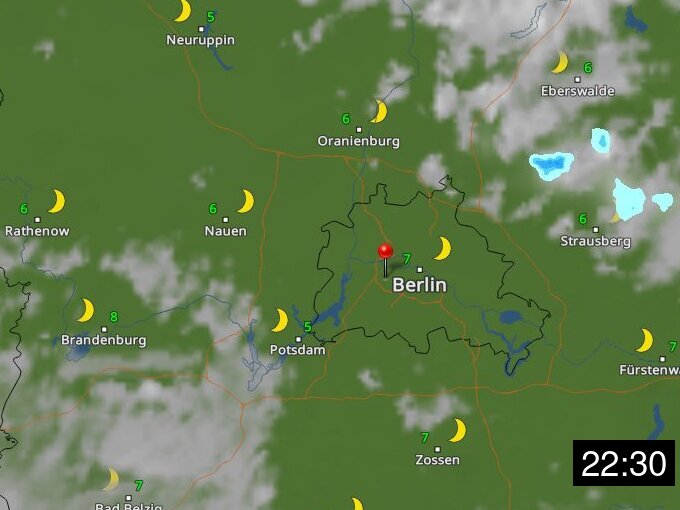 5
Neuruppin
6
Eberswalde
6
Oranienburg
6
Rathenow
6
Nauen
6
Strausberg
7
Berlin
8
Brandenburg
5
Potsdam
7
Fürstenwa
7
Zossen
22:30
7
Bad Belzig